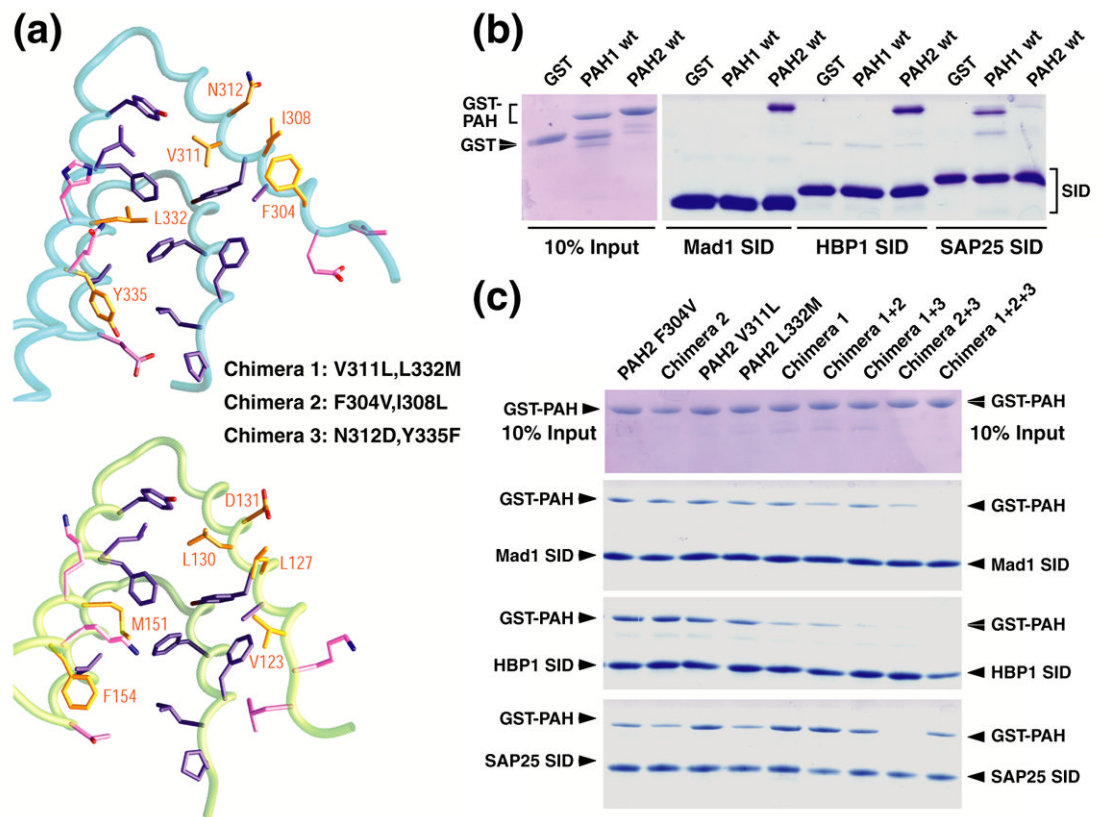 (a)
N312
I308
V311
F304
L332
Y335
Chimera 1: V311L,L332M
Chimera 2: F304V,I308L
Chimera 3: N312D,Y335F
D131
L130
L127
M151
V123
F154
(b)
GST
PAH1 wt
PAH2 wt
GST
PAH1 wt
PAH2 wt
GST
PAH1 wt
PAH2 wt
GST
PAH1 wt
PAH2 wt
GST-
PAH
GST
SID
10% Input
Mad1 SID
HBP1 SID
SAP25 SID
(c)
PAH2 F304V
Chimera 2
PAH2 V311L
PAH2 L332M
Chimera 1
Chimera 1+2
Chimera 1+3
Chimera 2+3
Chimera 1+2+3
GST-PAH
10% Input
GST-PAH
10% Input
GST-PAH
GST-PAH
Mad1 SID
Mad1 SID
GST-PAH
GST-PAH
HBP1 SID
HBP1 SID
GST-PAH
GST-PAH
SAP25 SID
SAP25 SID